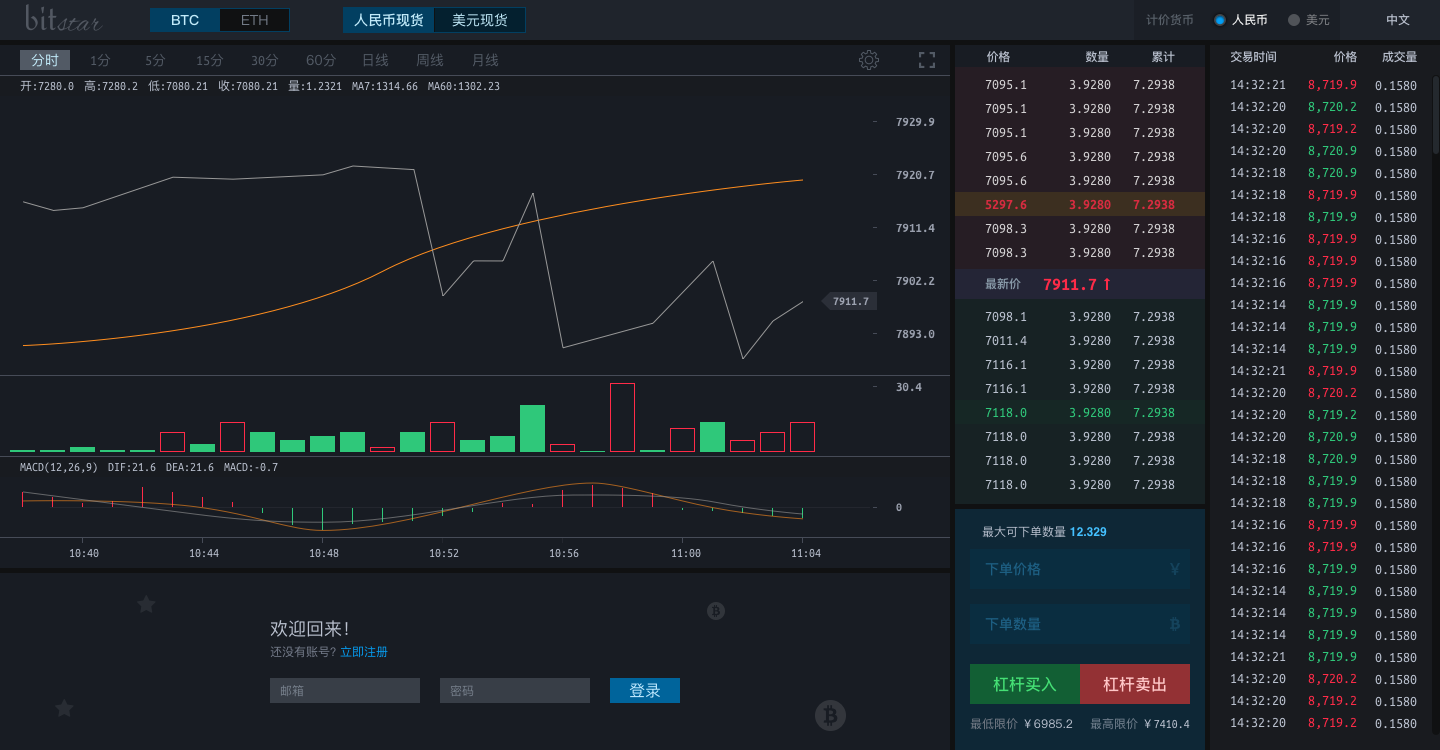 bitstar BTC ETH 人民币现货 美元现货 计价货币 人民币 美元 中文
分时 1分 5分 15分 30分 60分 日线 周线 月线
开:7280.0 高:7280.2 低:7080.21 收:7080.21 量:1.2321 MA7:1314.66 MA60:1302.23
7929.9
7920.7
7911.4
7902.2
7911.7
7893.0
30.4
MACD(12,26,9) DIF:21.6 DEA:21.6 MACD:-0.7
0
10:40 10:44 10:48 10:52 10:56 11:00 11:04
欢迎回来!
还没有账号? 立即注册
邮箱 密码 登录
价格 数量 累计
7095.1 3.9280 7.2938
7095.1 3.9280 7.2938
7095.1 3.9280 7.2938
7095.6 3.9280 7.2938
7095.6 3.9280 7.2938
5297.6 3.9280 7.2938
7098.3 3.9280 7.2938
7098.3 3.9280 7.2938
最新价 7911.7 ↑
7098.1 3.9280 7.2938
7011.4 3.9280 7.2938
7116.1 3.9280 7.2938
7116.1 3.9280 7.2938
7118.0 3.9280 7.2938
7118.0 3.9280 7.2938
7118.0 3.9280 7.2938
7118.0 3.9280 7.2938
最大可下单数量 12.329
下单价格 ¥
下单数量 ฿
杠杆买入 杠杆卖出
最低限价 ¥6985.2 最高限价 ¥7410.4
交易时间 价格 成交量
14:32:21 8,719.9 0.1580
14:32:20 8,720.2 0.1580
14:32:20 8,719.2 0.1580
14:32:20 8,720.9 0.1580
14:32:18 8,720.9 0.1580
14:32:18 8,719.9 0.1580
14:32:18 8,719.9 0.1580
14:32:16 8,719.9 0.1580
14:32:16 8,719.9 0.1580
14:32:16 8,719.9 0.1580
14:32:14 8,719.9 0.1580
14:32:14 8,719.9 0.1580
14:32:14 8,719.9 0.1580
14:32:21 8,719.9 0.1580
14:32:20 8,720.2 0.1580
14:32:20 8,719.2 0.1580
14:32:20 8,720.9 0.1580
14:32:18 8,720.9 0.1580
14:32:18 8,719.9 0.1580
14:32:18 8,719.9 0.1580
14:32:16 8,719.9 0.1580
14:32:16 8,719.9 0.1580
14:32:16 8,719.9 0.1580
14:32:14 8,719.9 0.1580
14:32:14 8,719.9 0.1580
14:32:14 8,719.9 0.1580
14:32:21 8,719.9 0.1580
14:32:20 8,720.2 0.1580
14:32:20 8,719.2 0.1580
14:32:20 8,719.2 0.1580